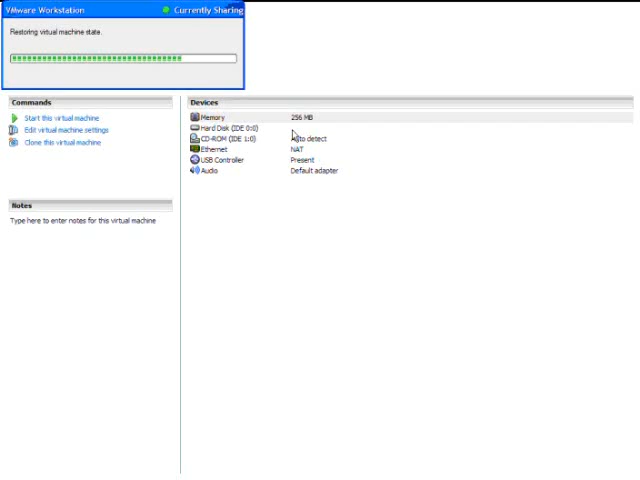 VMware Workstation
Currently Sharing
Restoring virtual machine state.
Commands
Start this virtual machine
Edit virtual machine settings
Clone this virtual machine
Notes
Type here to enter notes for this virtual machine
Devices
Memory 256 MB
Hard Disk (IDE 0:0)
CD-ROM (IDE 1:0) Auto detect
Ethernet NAT
USB Controller Present
Audio Default adapter